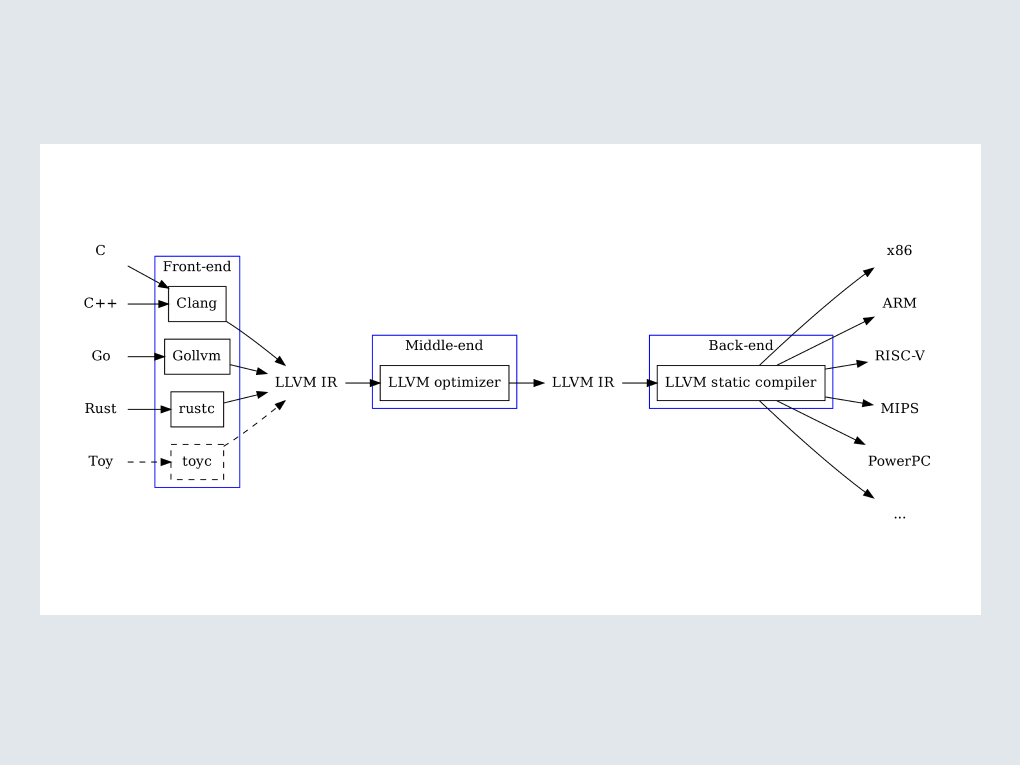 C
C++
Go
Rust
Toy
Front-end
Clang
Gollvm
rustc
toyc
LLVM IR
Middle-end
LLVM optimizer
LLVM IR
Back-end
LLVM static compiler
x86
ARM
RISC-V
MIPS
PowerPC
...